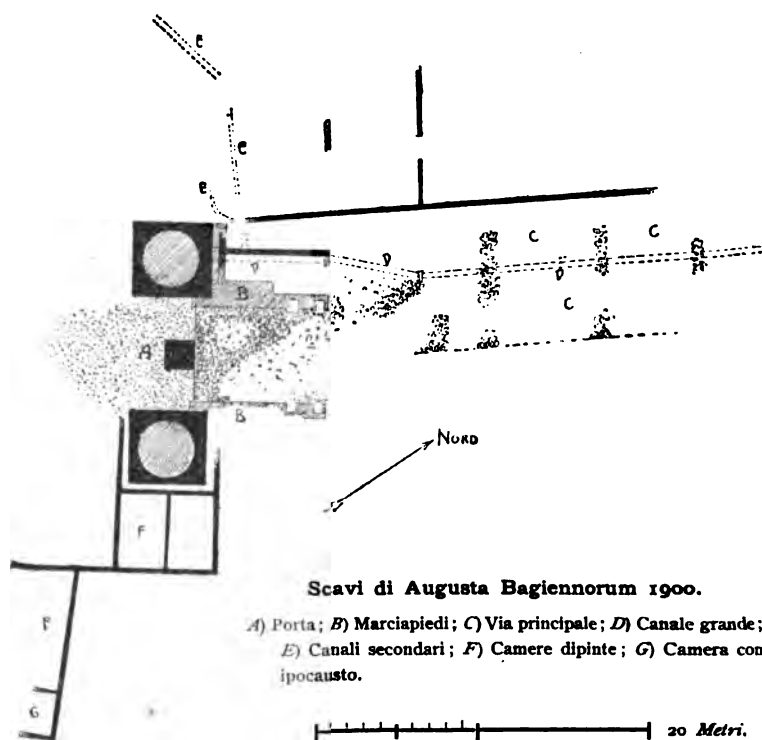 e
e
e
C
C
D
D
D
B
C
A
B
NORD
F
Scavi di Augusta Bagiennorum 1900.
A) Porta; B) Marciapiedi; C) Via principale; D) Canale grande;
E) Canali secondari; F) Camere dipinte; G) Camera con
ipocausto.
F
G
20 Metri.